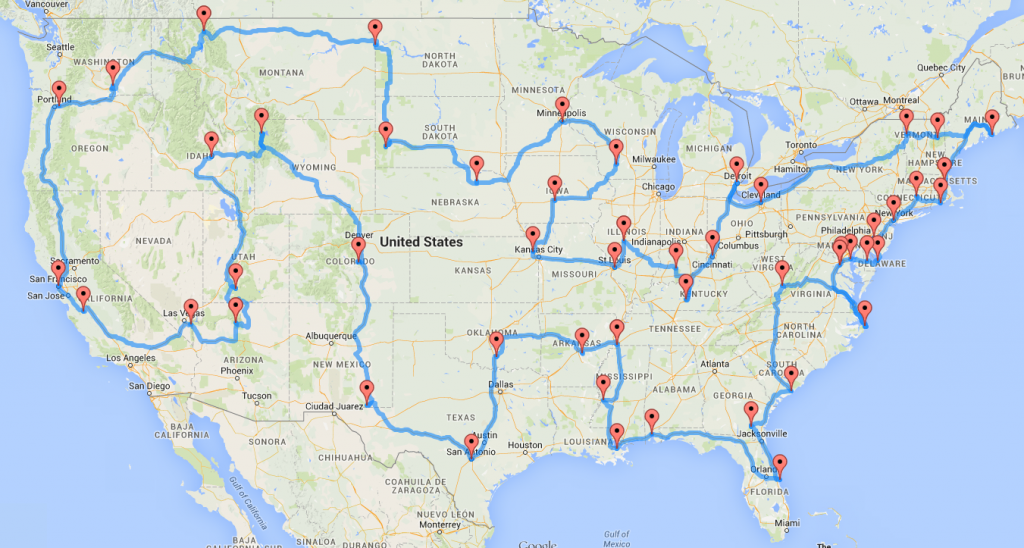 Vancouver
Seattle
WASHINGTON
NORTH
DAKOTA
MONTANA
Quebec City
MINNESOTA
Ottawa
Montreal
Portland
Minneapolis
VERMONT
SOUTH
DAKOTA
WISCONSIN
OREGON
IDAHO
Toronto
MICHIGAN
NEW
HAMPSHIRE
Milwaukee
Hamilton
WYOMING
NEW YORK
Detroit
MASSACHUSETTS
Chicago
Cleveland
CONNECTICUT
IOWA
NEBRASKA
PENNSYLVANIA
New York
NEVADA
Denver
United States
ILLINOIS
INDIANA
OHIO
Pittsburgh
Philadelphia
NJ
Indianapolis
Columbus
Kansas City
UTAH
COLORADO
Sacramento
St Louis
WEST
VIRGINIA
DELAWARE
Cincinnati
San Francisco
KANSAS
MISSOURI
San Jose
CALIFORNIA
KENTUCKY
VIRGINIA
Las Vegas
TENNESSEE
NORTH
CAROLINA
OKLAHOMA
Albuquerque
ARKANSAS
Los Angeles
ARIZONA
NEW MEXICO
Atlanta
SOUTH
CAROLINA
Phoenix
MISSISSIPPI
San Diego
Dallas
ALABAMA
GEORGIA
Tucson
Ciudad Juarez
TEXAS
BAJA
CALIFORNIA
Jacksonville
Austin
LOUISIANA
SONORA
Houston
San Antonio
CHIHUAHUA
Orlando
COAHUILA DE
ZARAGOZA
FLORIDA
Gulf of
California
NUEVO LEON
Monterrey
Miami
BAJA
CALIFORNIA SUR
SINALOA
DURANGO
Google
Gulf of
Mexico
The